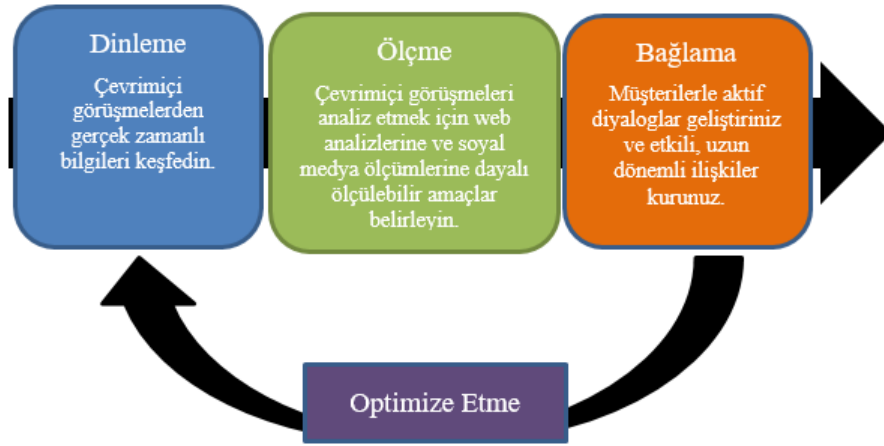 Dinleme
Çevrimiçi
görüşmelerden
gerçek zamanlı
bilgileri keşfedin.
Ölçme
Çevrimiçi görüşmeleri
analiz etmek için web
analizlerine ve soyal
medya ölçümlerine dayalı
ölçülebilir amaçlar
belirleyin.
Bağlama
Müşterilerle aktif
diyaloglar geliştiriniz
ve etkili, uzun
dönemli ilişkiler
kurunuz.
Optimize Etme